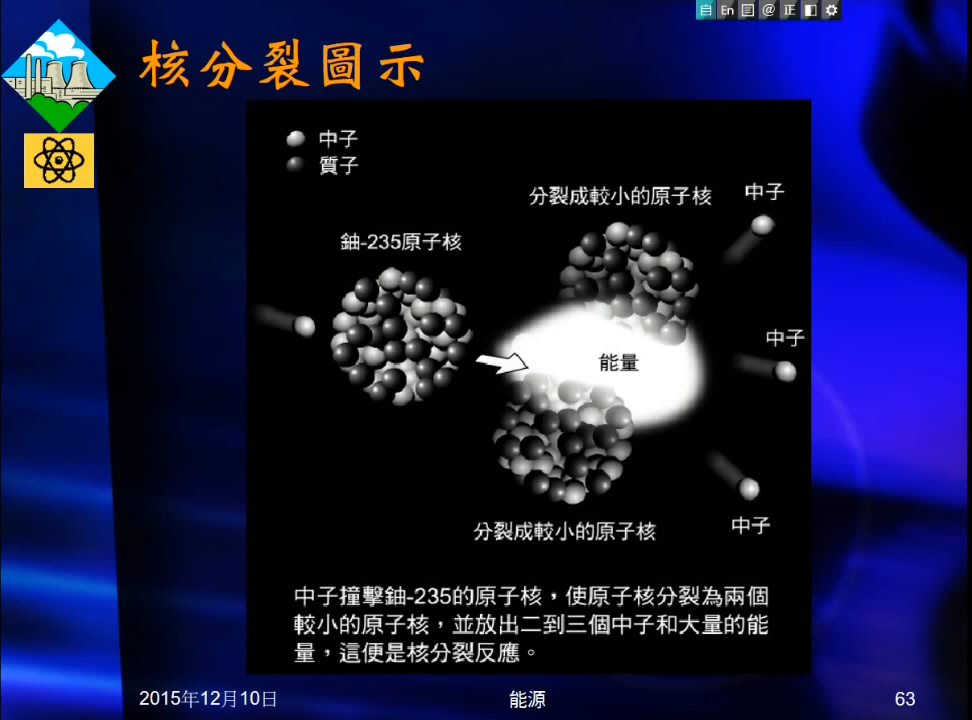 自 En @ 正
核分裂圖示
中子
質子
分裂成較小的原子核
中子
鈾-235原子核
中子
能量
分裂成較小的原子核
中子
中子撞擊鈾-235的原子核，使原子核分裂為兩個
較小的原子核，並放出二到三個中子和大量的能
量，這便是核分裂反應。
2015年12月10日
能源
63